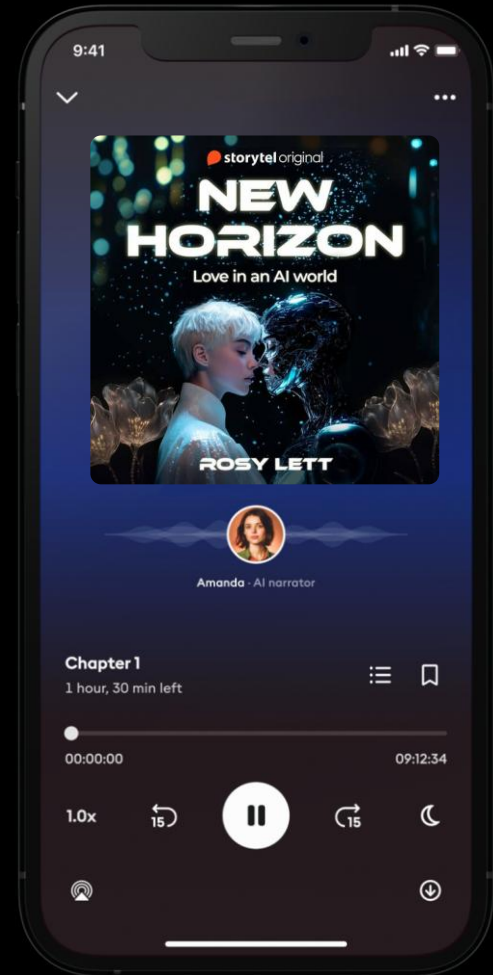 9:41
storytel original
NEW
HORIZON
Love in an AI world
ROSY LETT
Amanda · AI narrator
Chapter 1
1 hour, 30 min left
00:00:00 09:12:34
1.0x 15 15